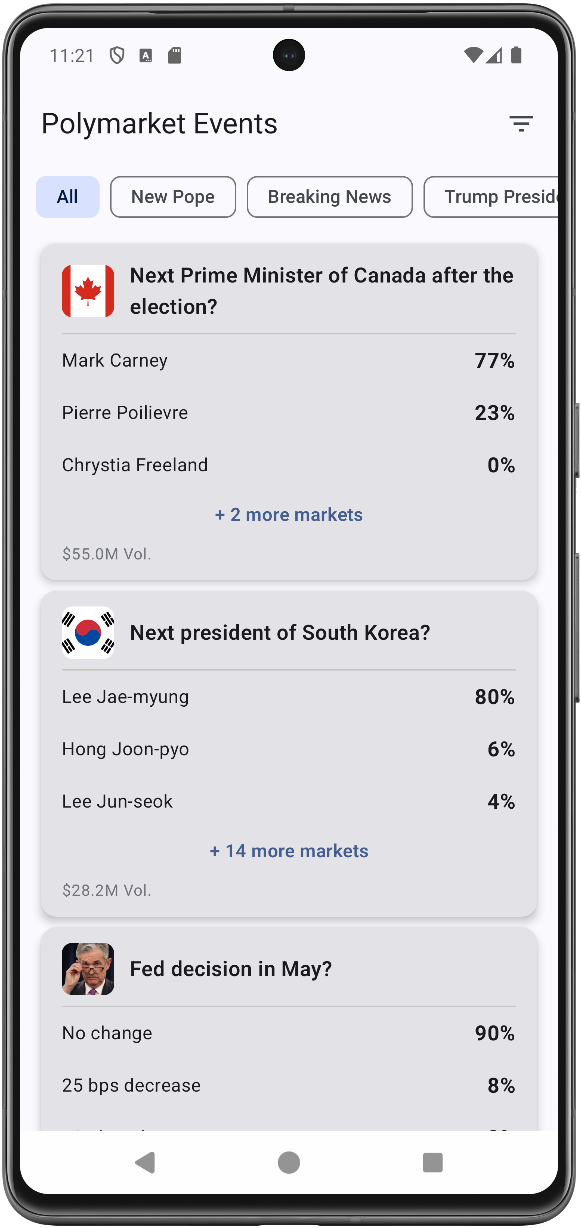 11:21
A
Polymarket Events
All
New Pope
Breaking News
Trump Preside
Next Prime Minister of Canada after the
election?
Mark Carney
77%
Pierre Poilievre
23%
Chrystia Freeland
0%
+ 2 more markets
$55.0M Vol.
Next president of South Korea?
Lee Jae-myung
80%
Hong Joon-pyo
6%
Lee Jun-seok
4%
+ 14 more markets
$28.2M Vol.
Fed decision in May?
No change
90%
25 bps decrease
8%